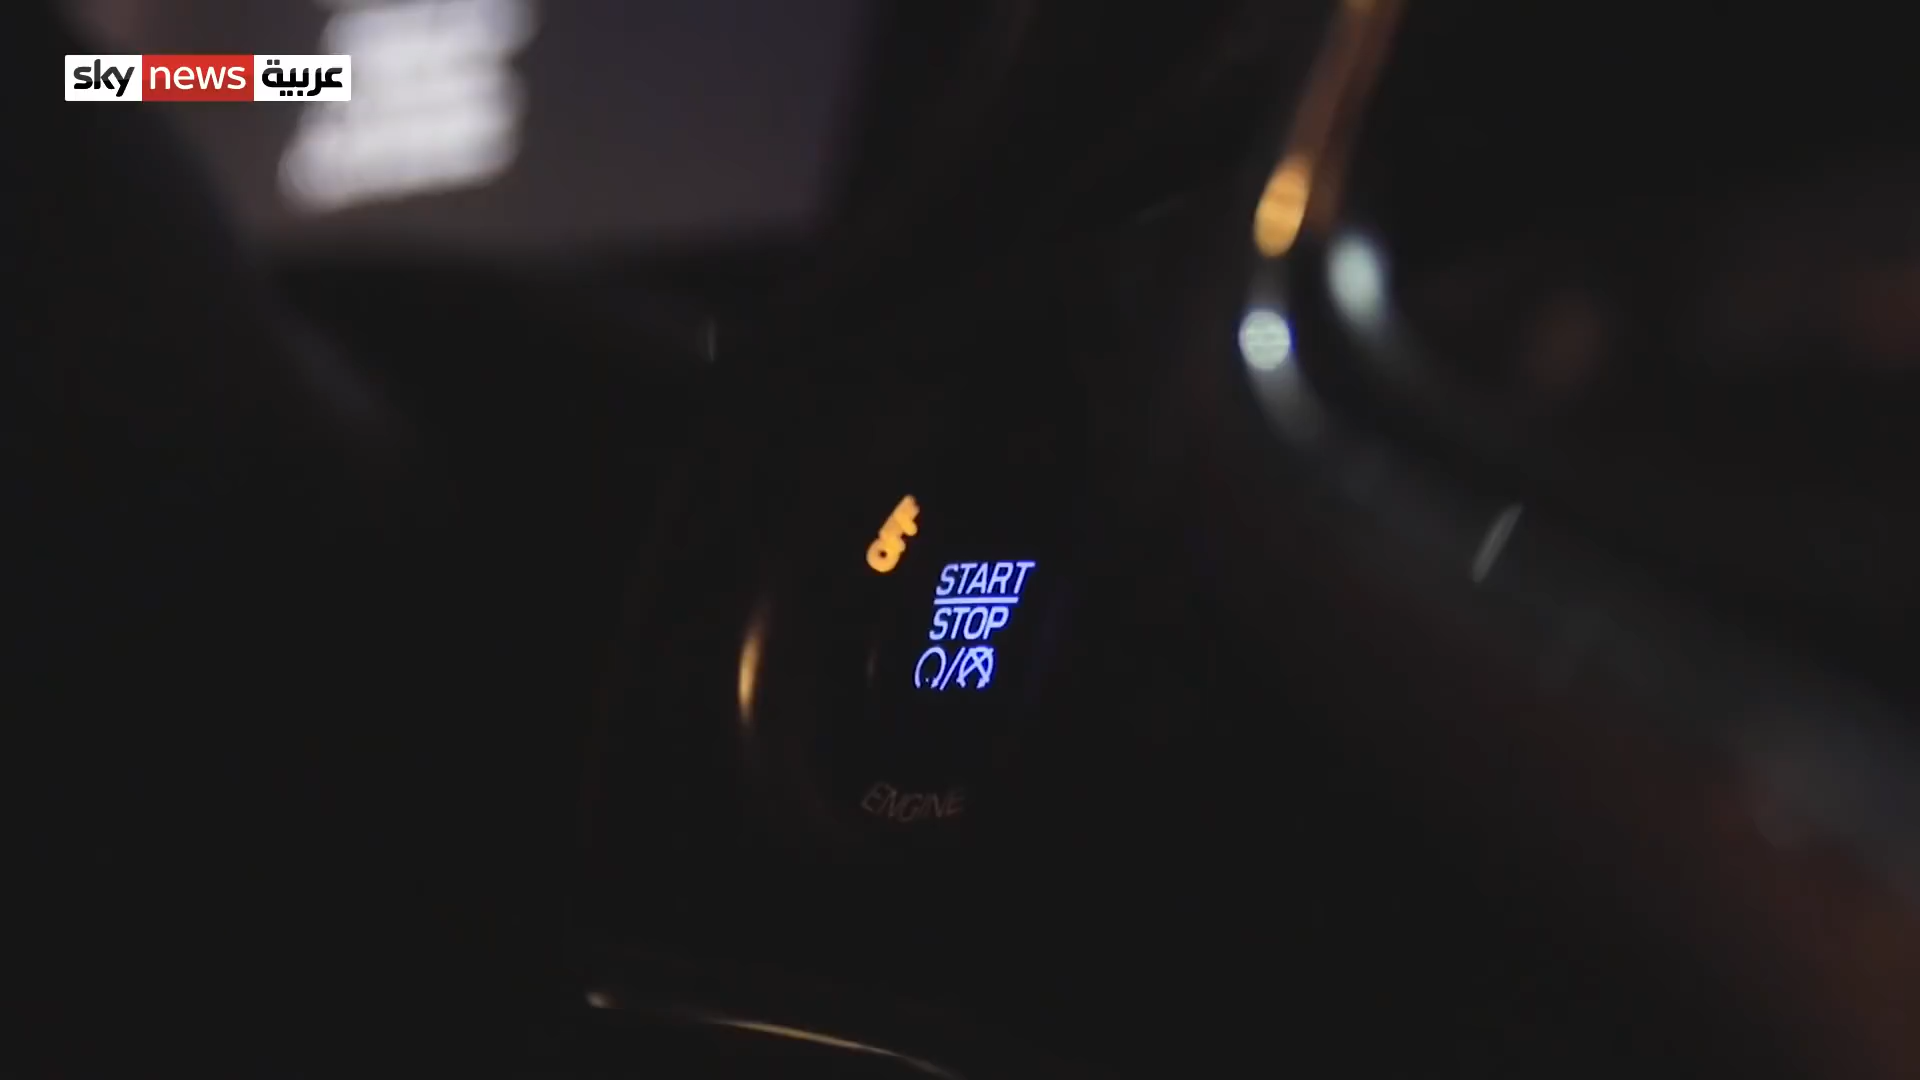 sky news عربية
OFF
START
STOP
ENGINE